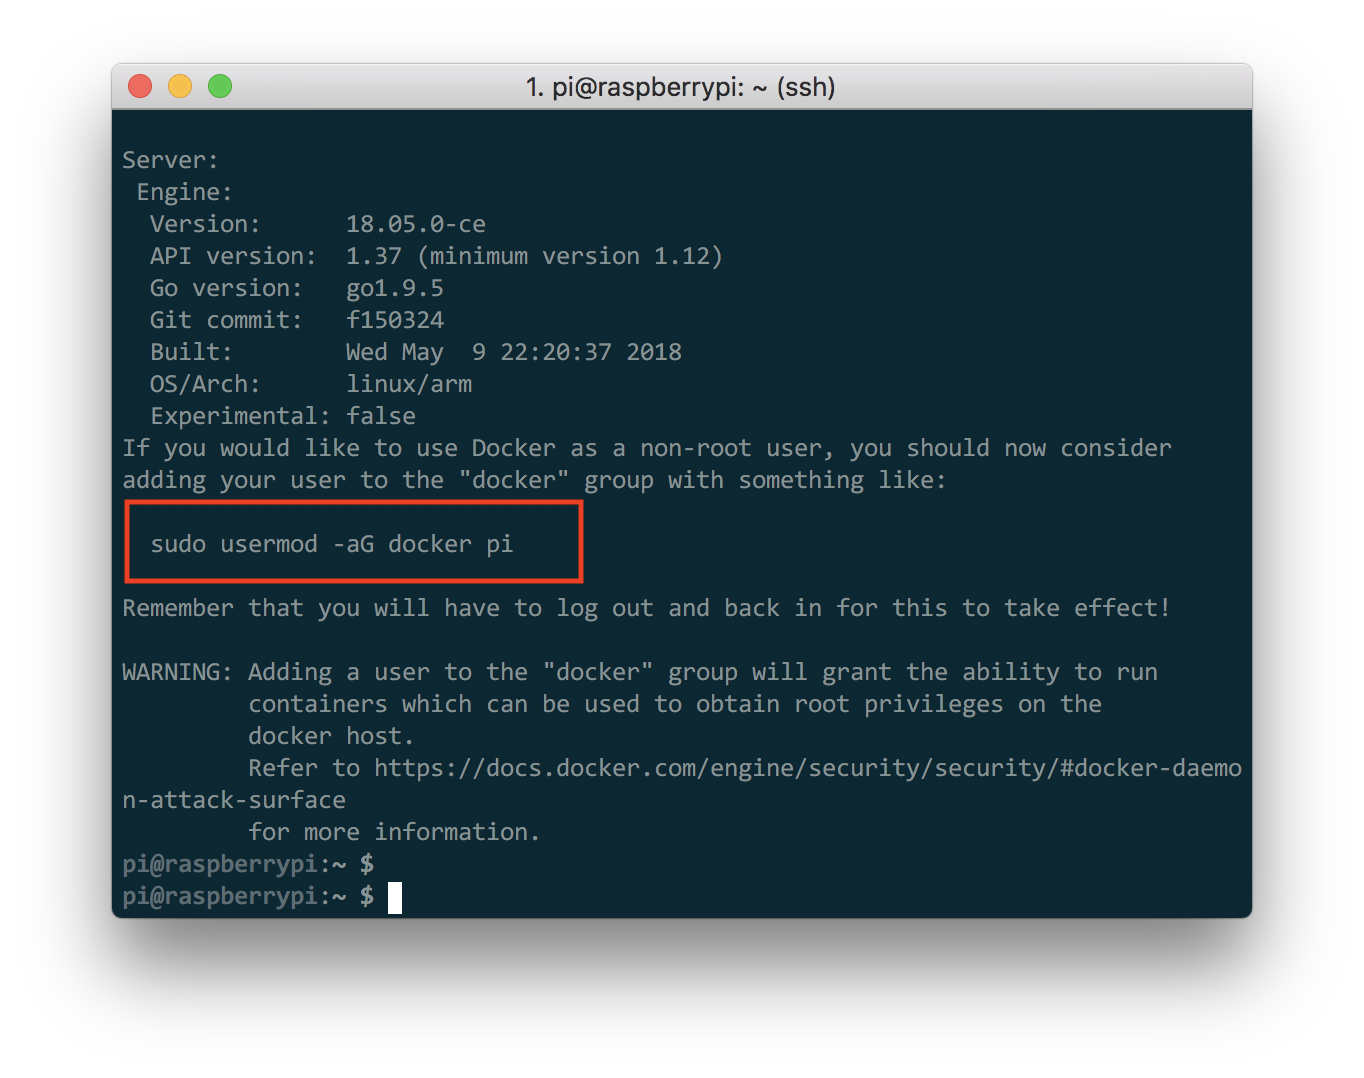 1. pi@raspberrypi: ~ (ssh)
Server:
 Engine:
  Version:      18.05.0-ce
  API version:  1.37 (minimum version 1.12)
  Go version:   go1.9.5
  Git commit:   f150324
  Built:        Wed May  9 22:20:37 2018
  OS/Arch:      linux/arm
  Experimental: false
If you would like to use Docker as a non-root user, you should now consider
adding your user to the "docker" group with something like:
  sudo usermod -aG docker pi
Remember that you will have to log out and back in for this to take effect!
WARNING: Adding a user to the "docker" group will grant the ability to run
         containers which can be used to obtain root privileges on the
         docker host.
         Refer to https://docs.docker.com/engine/security/security/#docker-daemo
n-attack-surface
         for more information.
pi@raspberrypi:~ $
pi@raspberrypi:~ $